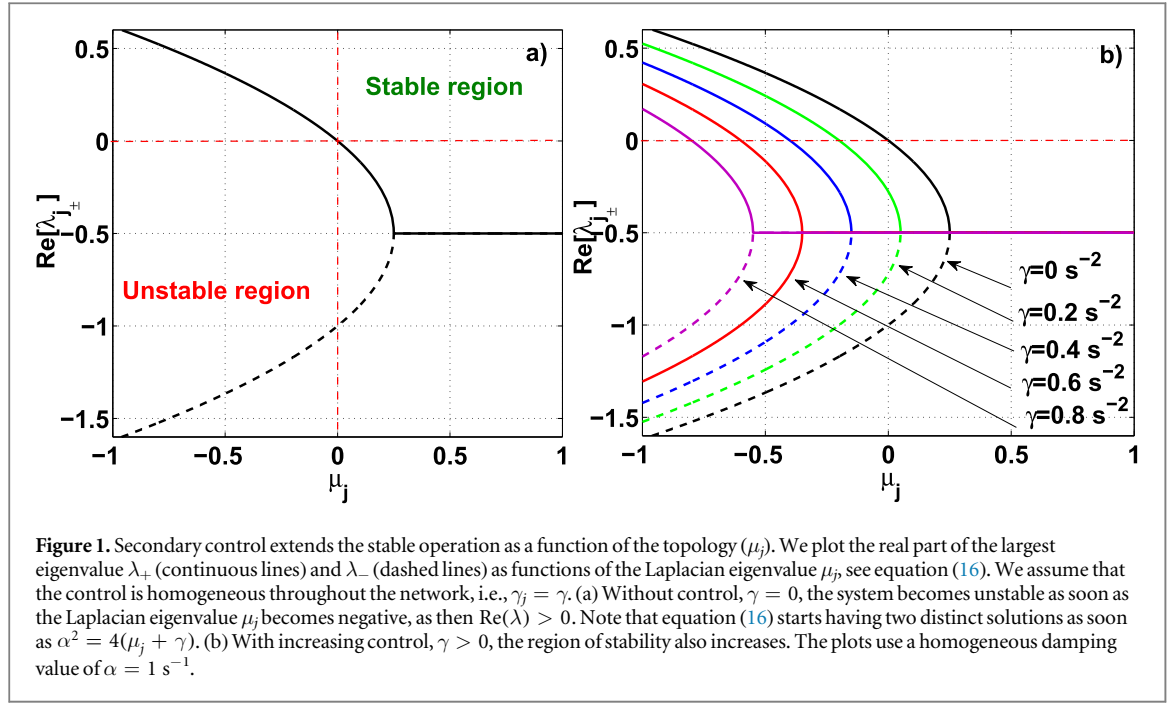 a)
Stable region
Unstable region
0.5
0
−0.5
−1
−1.5
Re[λj±]
−1
−0.5
0
0.5
1
μj
b)
0.5
0
−0.5
−1
−1.5
Re[λj±]
γ=0 s−2
γ=0.2 s−2
γ=0.4 s−2
γ=0.6 s−2
γ=0.8 s−2
−1
−0.5
0
0.5
1
μj
Figure 1. Secondary control extends the stable operation as a function of the topology (μj). We plot the real part of the largest
eigenvalue λ+ (continuous lines) and λ− (dashed lines) as functions of the Laplacian eigenvalue μj, see equation (16). We assume that
the control is homogeneous throughout the network, i.e., γj = γ. (a) Without control, γ = 0, the system becomes unstable as soon as
the Laplacian eigenvalue μj becomes negative, as then Re(λ) > 0. Note that equation (16) starts having two distinct solutions as soon
as α² = 4(μj + γ). (b) With increasing control, γ > 0, the region of stability also increases. The plots use a homogeneous damping
value of α = 1 s−1.